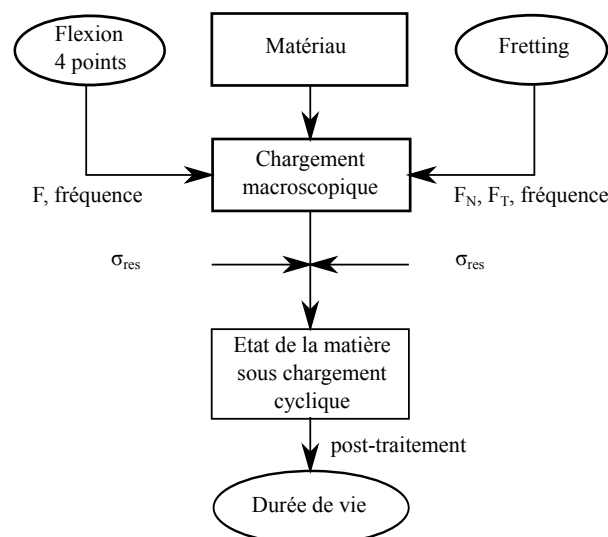 Flexion
4 points
Matériau
Fretting
Chargement
macroscopique
F, fréquence
F_N, F_T, fréquence
σ_res
σ_res
Etat de la matière
sous chargement
cyclique
post-traitement
Durée de vie